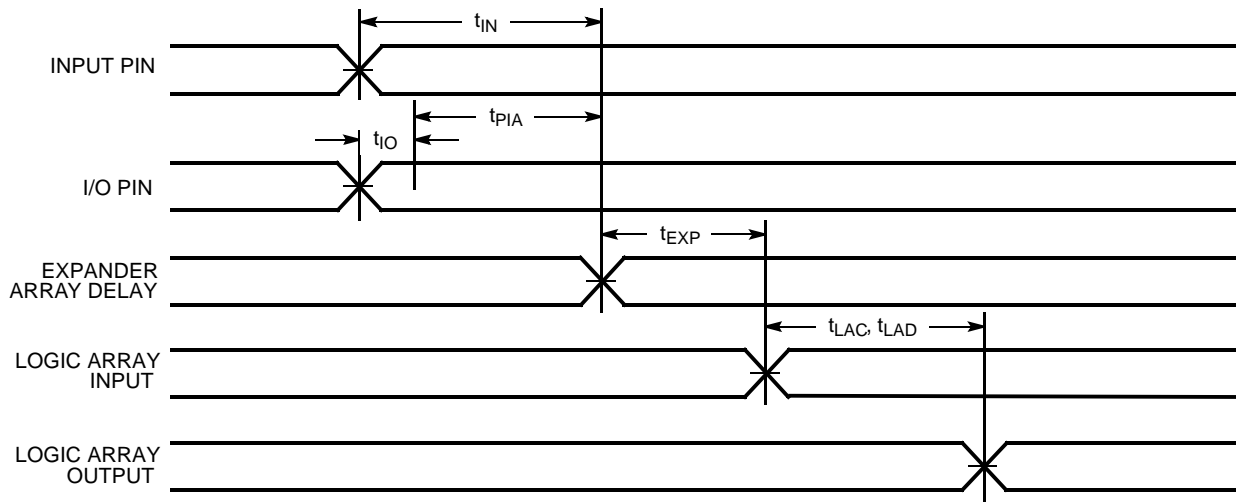 tIN
INPUT PIN
tPIA
tIO
I/O PIN
tEXP
EXPANDER
ARRAY DELAY
tLAC, tLAD
LOGIC ARRAY
INPUT
LOGIC ARRAY
OUTPUT